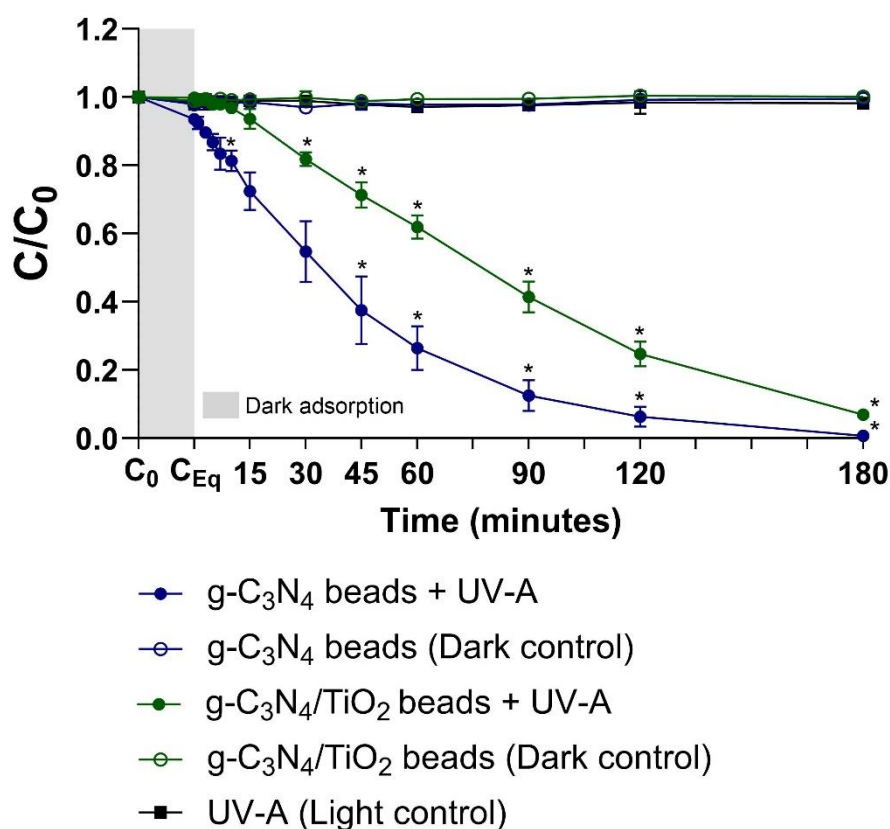 C/C₀
1.2
1.0
0.8
0.6
0.4
0.2
0.0
* * * * * *
* * * * * *
Dark adsorption
C₀ C_Eq 15 30 45 60 90 120 180
Time (minutes)
g-C₃N₄ beads + UV-A
g-C₃N₄ beads (Dark control)
g-C₃N₄/TiO₂ beads + UV-A
g-C₃N₄/TiO₂ beads (Dark control)
UV-A (Light control)